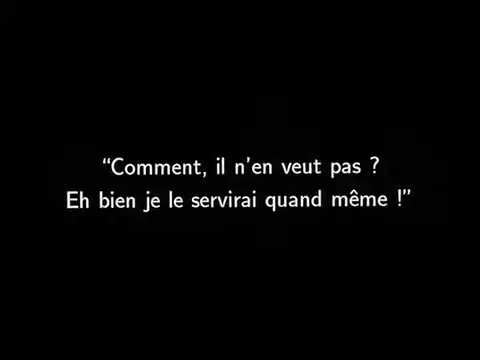 “Comment, il n’en veut pas ?
Eh bien je le servirai quand même !”